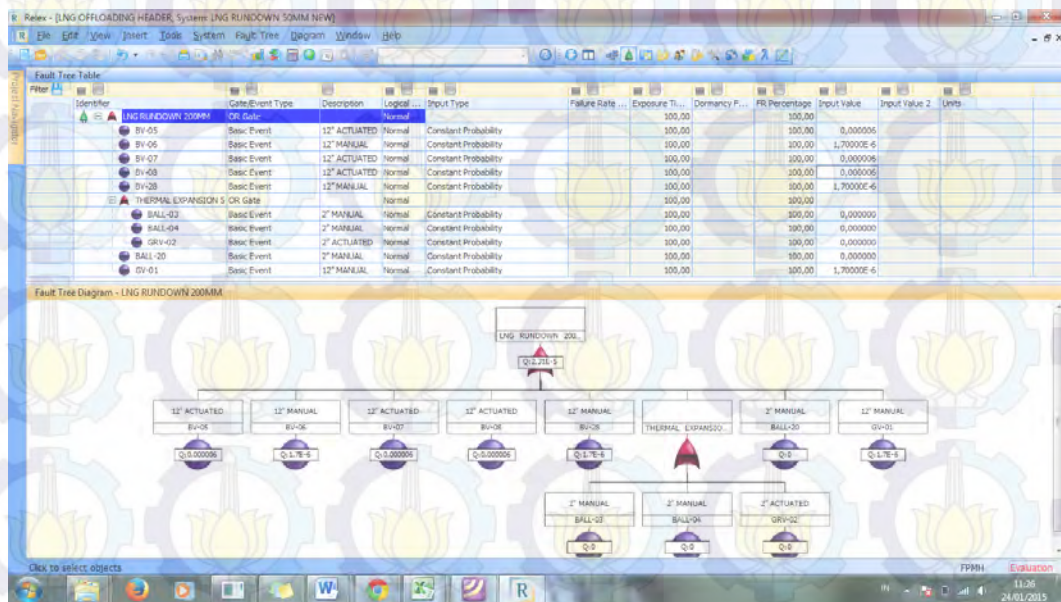 Relex - [LNG OFFLOADING HEADER, System: LNG RUNDOWN 50MM NEW]
File Edit View Insert Tools System Fault Tree Diagram Window Help
Project Navigator
Fault Tree Table
Filter
Identifier Gate/Event Type Description Logical ... Input Type Failure Rate ... Exposure Ti... Dormancy F... FR Percentage Input Value Input Value 2 Units
LNG RUNDOWN 200MM OR Gate Normal 100,00 100,00
BV-05 Basic Event 12" ACTUATED Normal Constant Probability 100,00 100,00 0,000006
BV-06 Basic Event 12" MANUAL Normal Constant Probability 100,00 100,00 1,70000E-6
BV-07 Basic Event 12" ACTUATED Normal Constant Probability 100,00 100,00 0,000006
BV-08 Basic Event 12" ACTUATED Normal Constant Probability 100,00 100,00 0,000006
BV-28 Basic Event 12" MANUAL Normal Constant Probability 100,00 100,00 1,70000E-6
THERMAL EXPANSION S OR Gate Normal 100,00 100,00
BALL-03 Basic Event 2" MANUAL Normal Constant Probability 100,00 100,00 0,000000
BALL-04 Basic Event 2" MANUAL Normal Constant Probability 100,00 100,00 0,000000
GRV-02 Basic Event 2" ACTUATED Normal Constant Probability 100,00 100,00 0,000000
BALL-20 Basic Event 2" MANUAL Normal Constant Probability 100,00 100,00 0,000000
GV-01 Basic Event 12" MANUAL Normal Constant Probability 100,00 100,00 1,70000E-6
Fault Tree Diagram - LNG RUNDOWN 200MM
LNG RUNDOWN 200...
Q:2.31E-5
12" ACTUATED 12" MANUAL 12" ACTUATED 12" ACTUATED 12" MANUAL 2" MANUAL 12" MANUAL
BV-05 BV-06 BV-07 BV-08 BV-28 THERMAL EXPANSIO... BALL-20 GV-01
Q:0.000006 Q:1.7E-6 Q:0.000006 Q:0.000006 Q:1.7E-6 Q:0 Q:1.7E-6
2" MANUAL 2" MANUAL 2" ACTUATED
BALL-03 BALL-04 GRV-02
Q:0 Q:0 Q:0
Click to select objects FPMH Evaluation
IN 11:26
24/01/2015